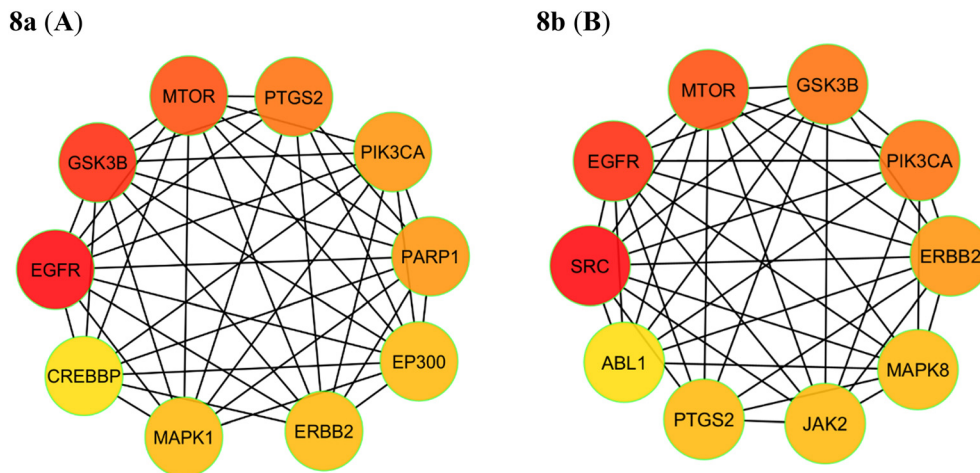 8a (A)
8b (B)
MTOR
PTGS2
GSK3B
PIK3CA
EGFR
PARP1
CREBBP
EP300
MAPK1
ERBB2
MTOR
GSK3B
EGFR
PIK3CA
SRC
ERBB2
ABL1
MAPK8
PTGS2
JAK2